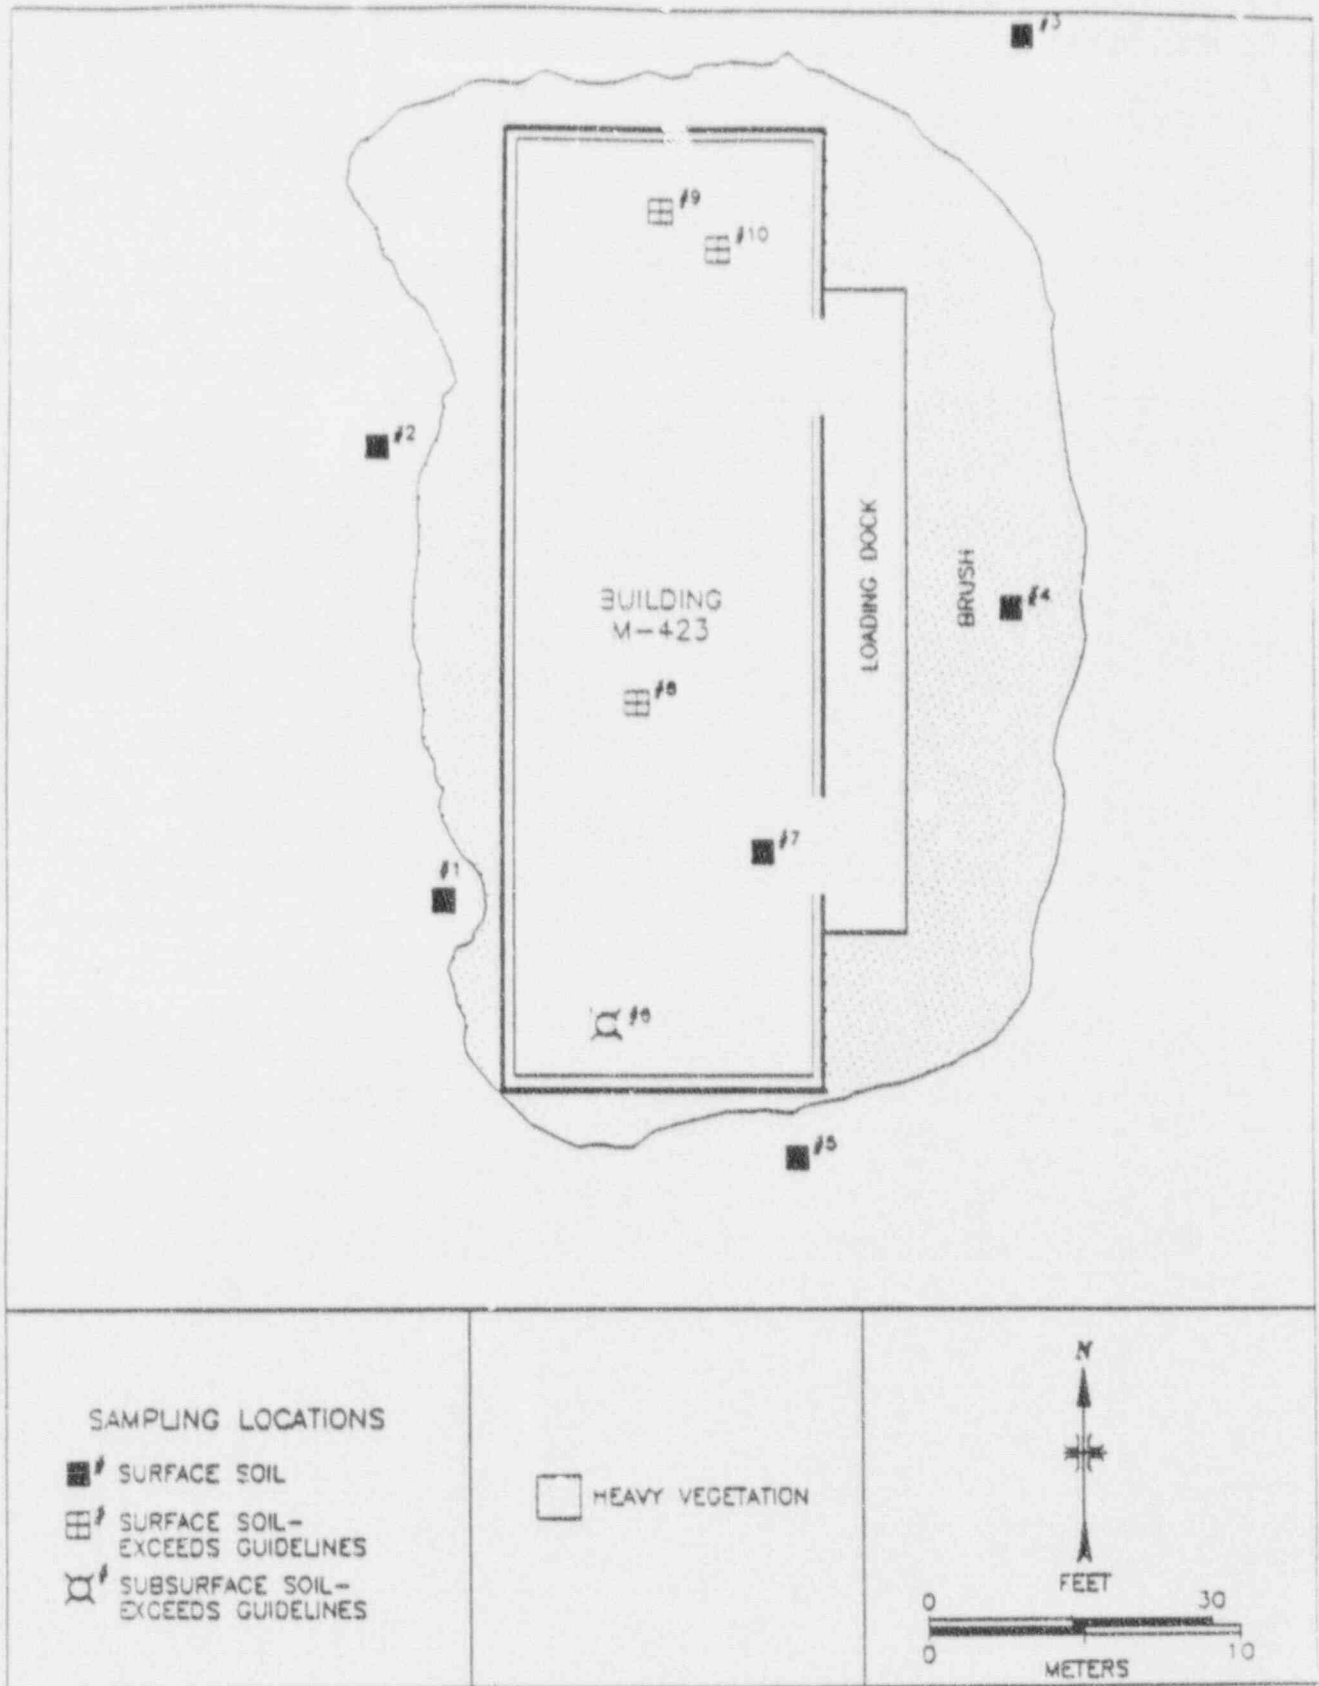 #3
#9
#10
#2
BUILDING
M-423
LOADING DOCK
BRUSH
#4
#8
#7
#1
#6
#5
SAMPLING LOCATIONS
# SURFACE SOIL
# SURFACE SOIL-
EXCEEDS GUIDELINES
# SUBSURFACE SOIL-
EXCEEDS GUIDELINES
HEAVY VEGETATION
N
FEET
0 30
0 10
METERS